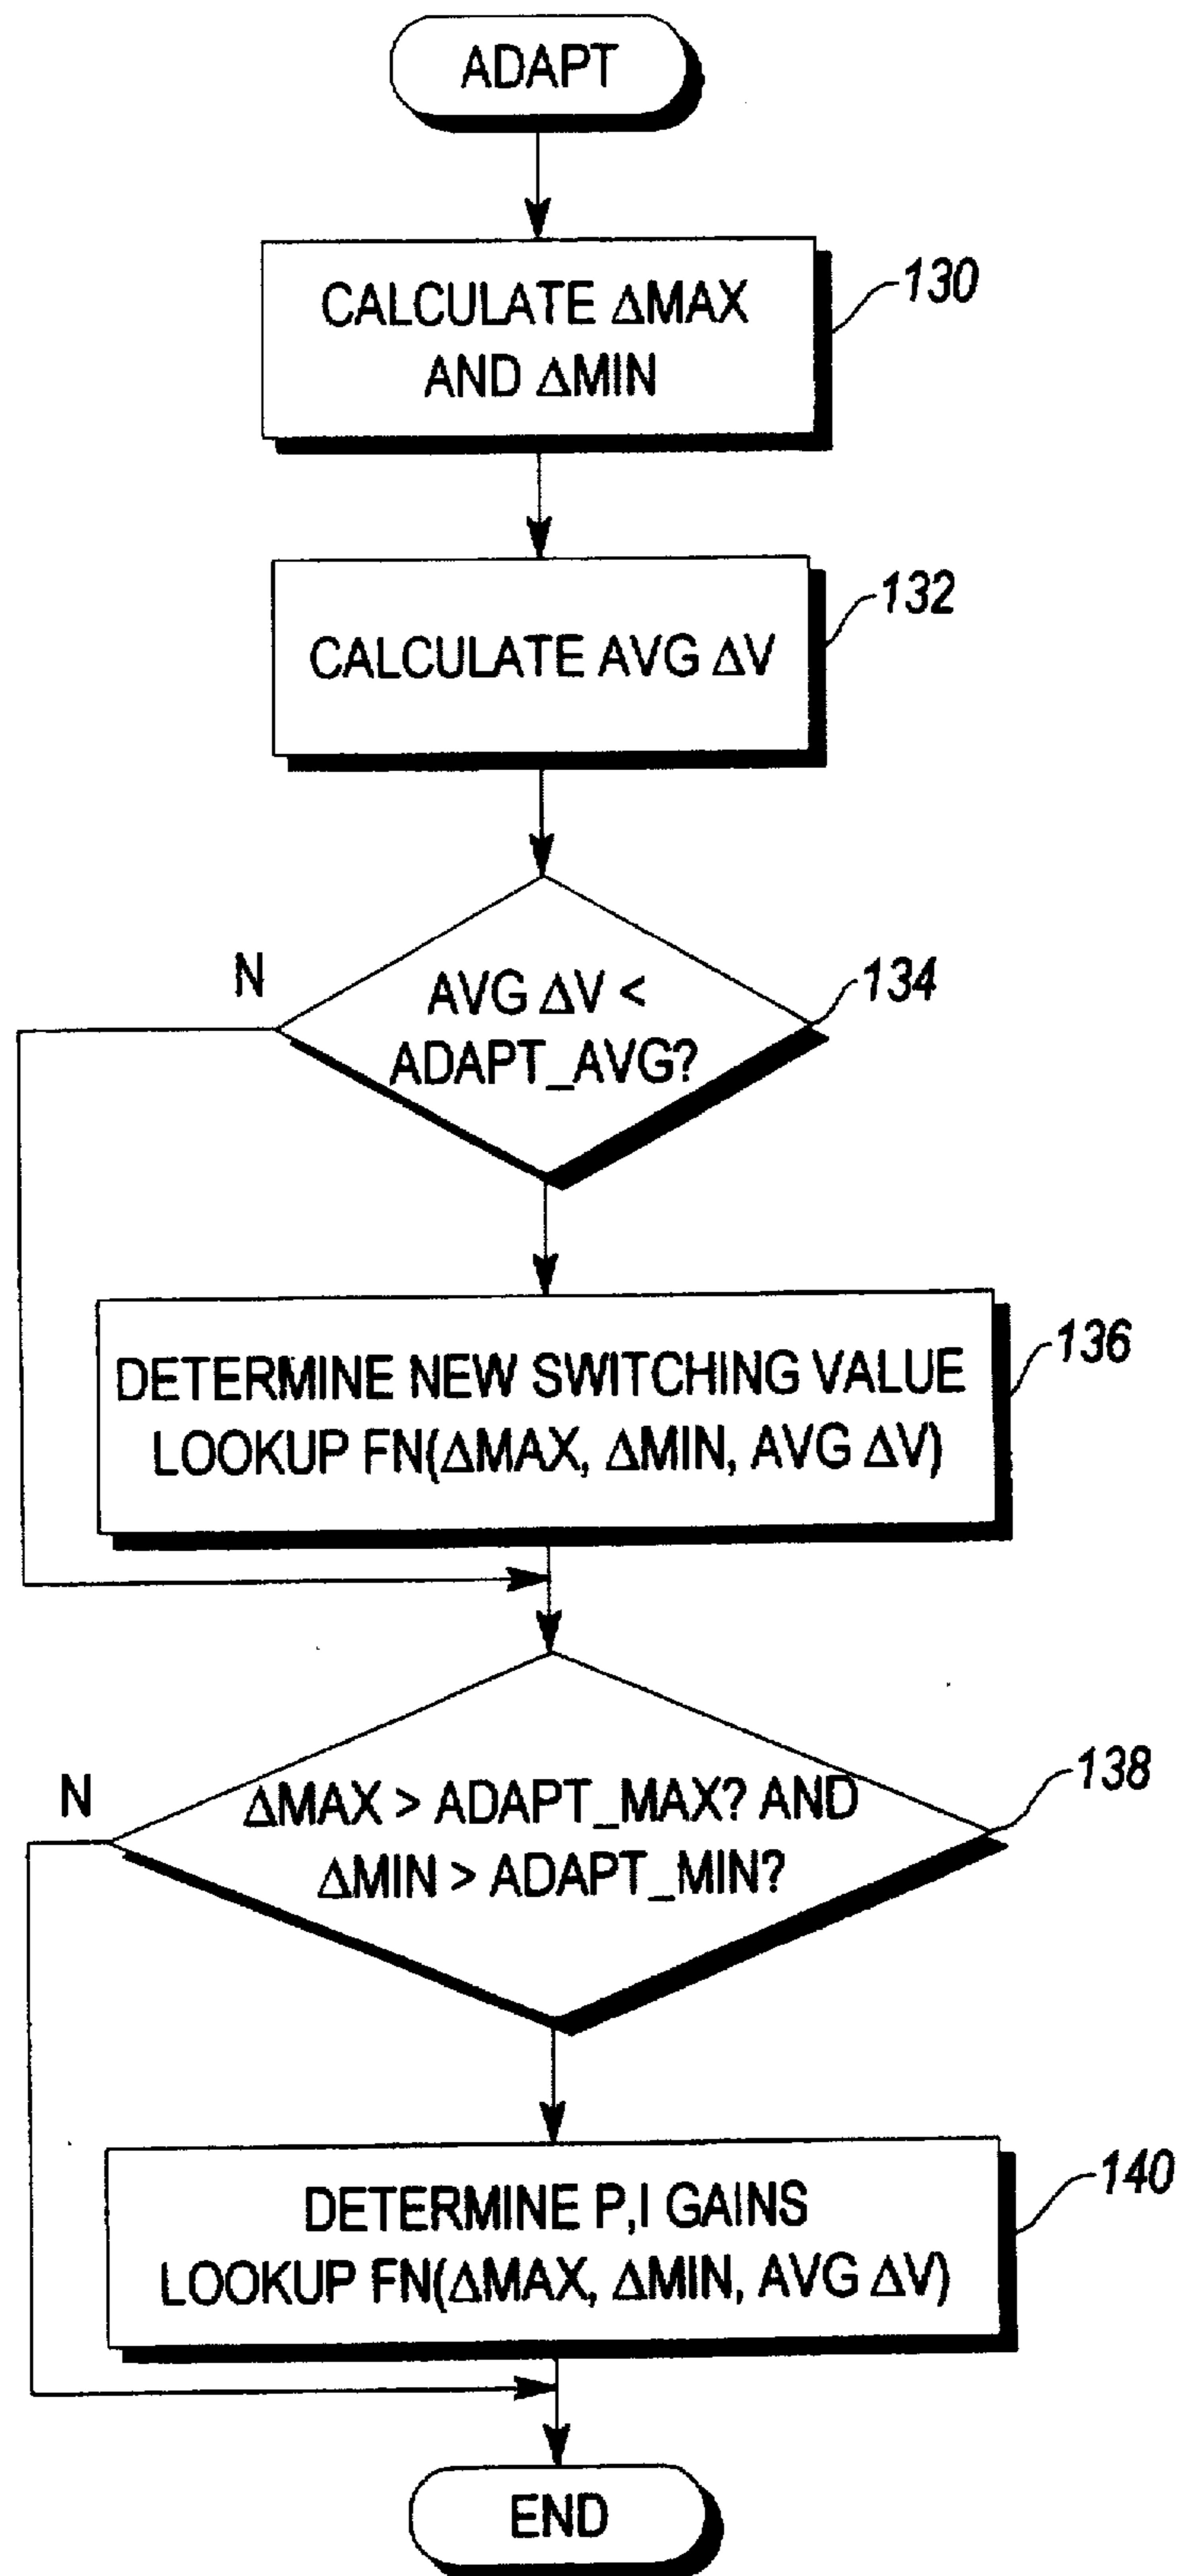 ADAPT
CALCULATE ΔMAX
AND ΔMIN
130
CALCULATE AVG ΔV
132
N
AVG ΔV <
ADAPT_AVG?
134
DETERMINE NEW SWITCHING VALUE
LOOKUP FN(ΔMAX, ΔMIN, AVG ΔV)
136
N
ΔMAX > ADAPT_MAX? AND
ΔMIN > ADAPT_MIN?
138
DETERMINE P,I GAINS
LOOKUP FN(ΔMAX, ΔMIN, AVG ΔV)
140
END